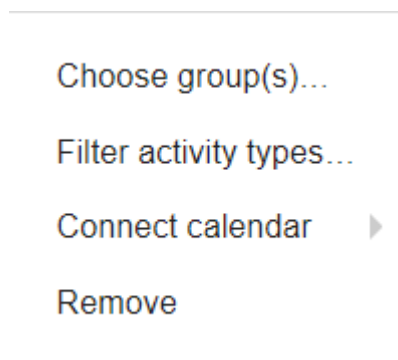 Choose group(s)...
Filter activity types...
Connect calendar
Remove